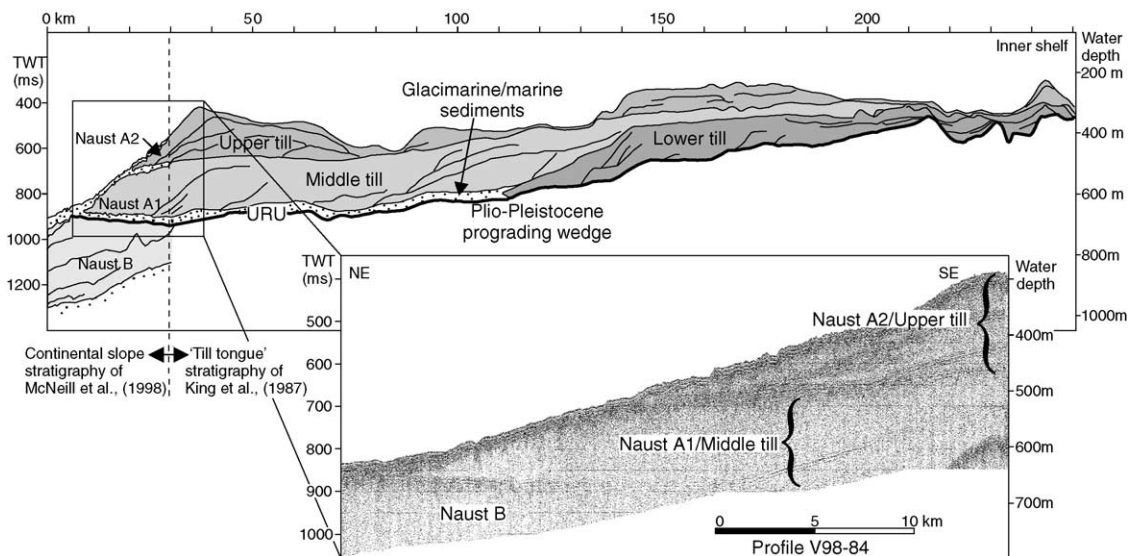 0 km
50
100
150
200
TWT
(ms)
400
600
800
1000
1200
Inner shelf
Water
depth
200 m
400 m
600 m
800m
1000m
Glacimarine/marine
sediments
Naust A2
Upper till
Middle till
Lower till
Naust A1
URU
Plio-Pleistocene
prograding wedge
Naust B
Continental slope
stratigraphy of
McNeill et al., (1998)
'Till tongue'
stratigraphy of
King et al., (1987)
TWT
(ms)
NE
SE
Water
depth
500
600
700
800
900
1000
400m
500m
600m
700m
Naust A2/Upper till
Naust A1/Middle till
Naust B
0
5
10 km
Profile V98-84